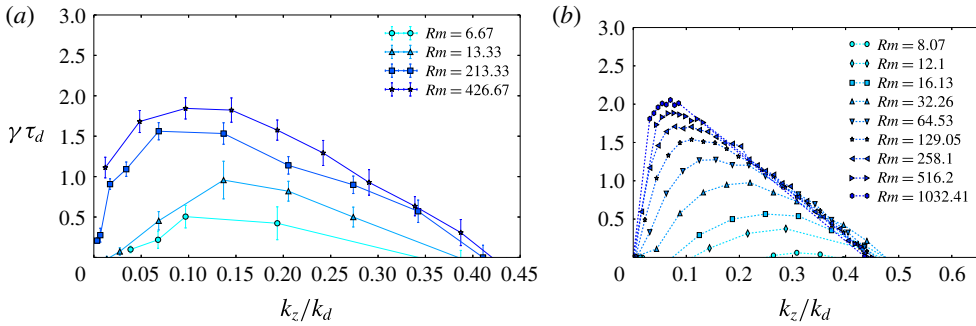 (a)
3.0
2.5
2.0
1.5
1.0
0.5
γ τd
0 0.05 0.10 0.15 0.20 0.25 0.30 0.35 0.40 0.45
kz/kd
Rm = 6.67
Rm = 13.33
Rm = 213.33
Rm = 426.67
(b)
3.0
2.5
2.0
1.5
1.0
0.5
0 0.1 0.2 0.3 0.4 0.5 0.6
kz/kd
Rm = 8.07
Rm = 12.1
Rm = 16.13
Rm = 32.26
Rm = 64.53
Rm = 129.05
Rm = 258.1
Rm = 516.2
Rm = 1032.41